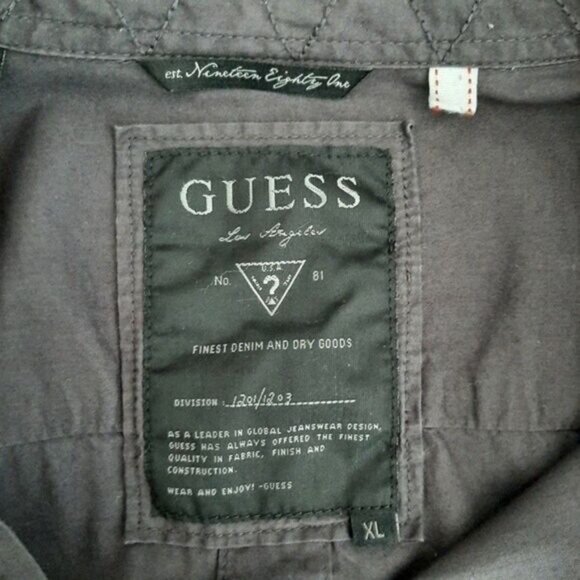 est. Nineteen Eighty One
GUESS
Los Angeles
U.S.A.
No. ? 81
FINEST DENIM AND DRY GOODS
DIVISION : 1201/1203
AS A LEADER IN GLOBAL JEANSWEAR DESIGN,
GUESS HAS ALWAYS OFFERED THE FINEST
QUALITY IN FABRIC, FINISH AND
CONSTRUCTION.
WEAR AND ENJOY! -GUESS
XL